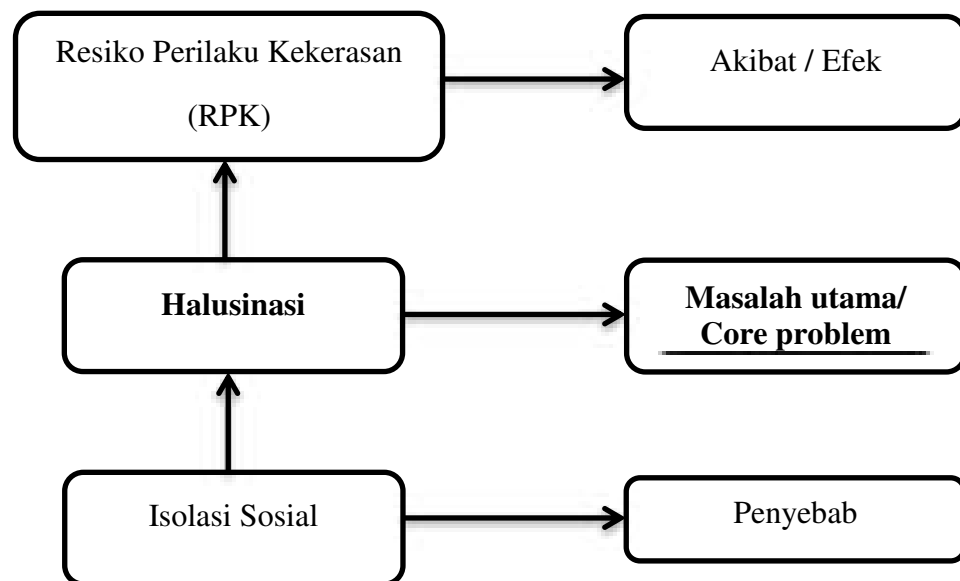 Resiko Perilaku Kekerasan
(RPK)
Akibat / Efek
Halusinasi
Masalah utama/
Core problem
Isolasi Sosial
Penyebab